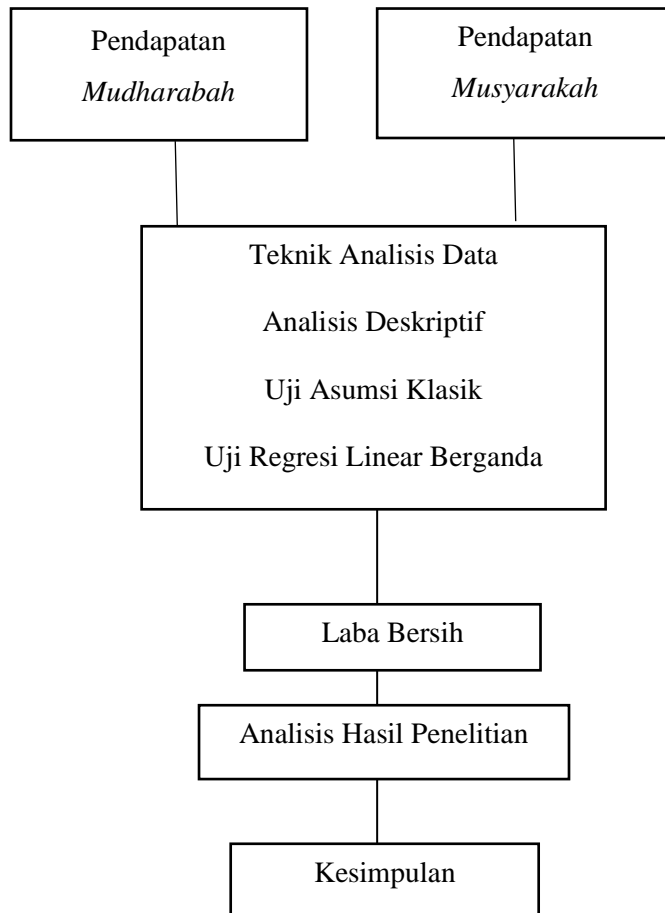 Pendapatan
Mudharabah
Pendapatan
Musyarakah
Teknik Analisis Data
Analisis Deskriptif
Uji Asumsi Klasik
Uji Regresi Linear Berganda
Laba Bersih
Analisis Hasil Penelitian
Kesimpulan